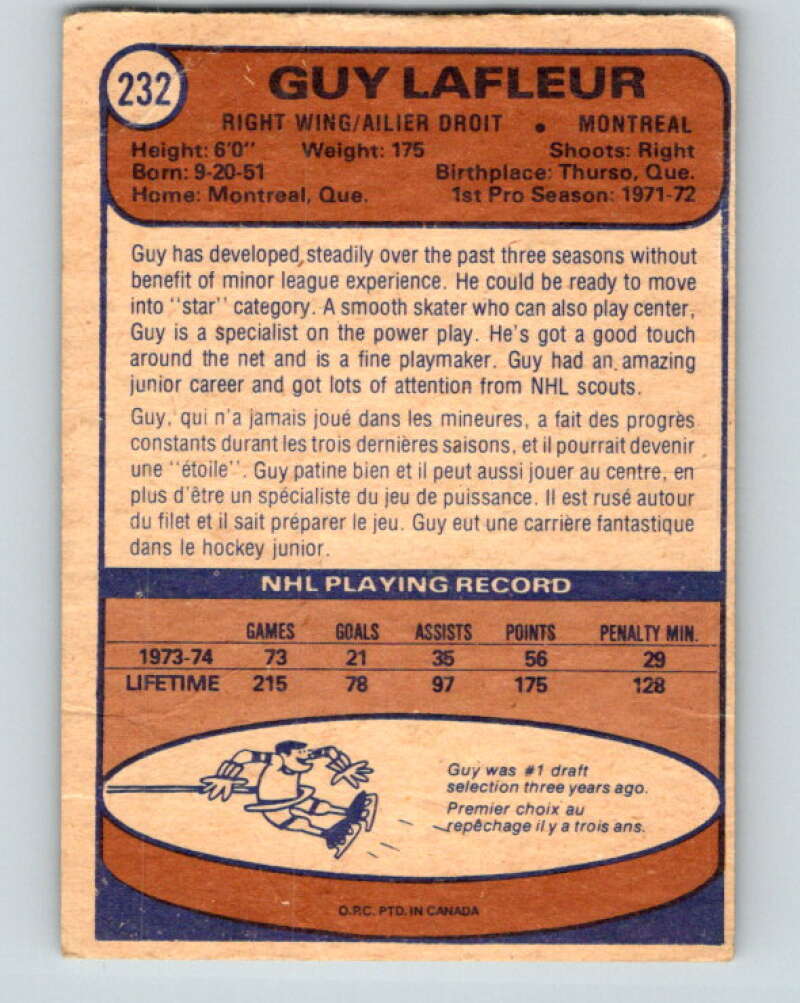 232
GUY LAFLEUR
RIGHT WING/AILIER DROIT • MONTREAL
Height: 6'0" Weight: 175 Shoots: Right
Born: 9-20-51 Birthplace: Thurso, Que.
Home: Montreal, Que. 1st Pro Season: 1971-72
Guy has developed steadily over the past three seasons without
benefit of minor league experience. He could be ready to move
into "star" category. A smooth skater who can also play center,
Guy is a specialist on the power play. He's got a good touch
around the net and is a fine playmaker. Guy had an amazing
junior career and got lots of attention from NHL scouts.
Guy, qui n'a jamais joué dans les mineures, a fait des progrès
constants durant les trois dernières saisons, et il pourrait devenir
une "étoile". Guy patine bien et il peut aussi jouer au centre, en
plus d'être un spécialiste du jeu de puissance. Il est rusé autour
du filet et il sait préparer le jeu. Guy eut une carrière fantastique
dans le hockey junior.
NHL PLAYING RECORD
GAMES GOALS ASSISTS POINTS PENALTY MIN.
1973-74 73 21 35 56 29
LIFETIME 215 78 97 175 128
Guy was #1 draft
selection three years ago.
Premier choix au
repêchage il y a trois ans.
O.P.C. PTD. IN CANADA